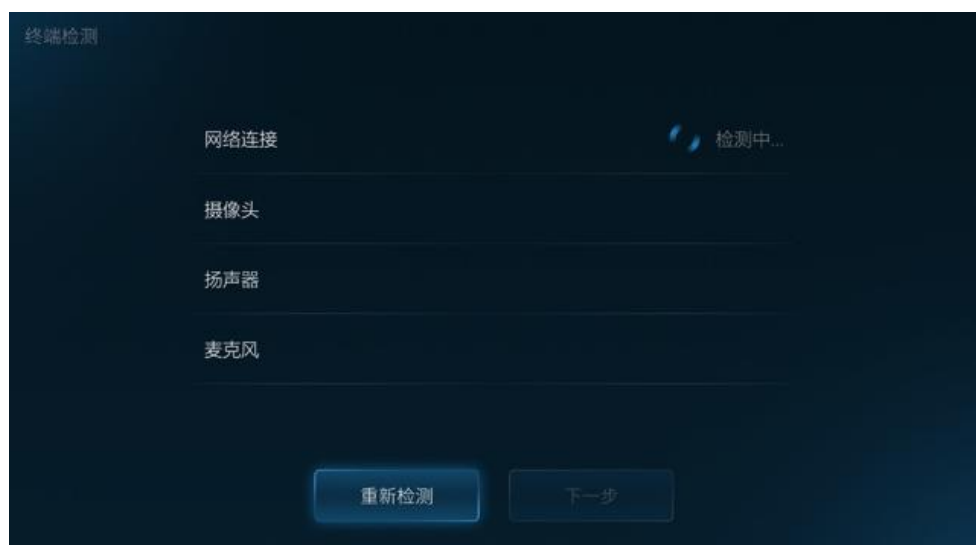 终端检测
网络连接 检测中...
摄像头
扬声器
麦克风
重新检测 下一步